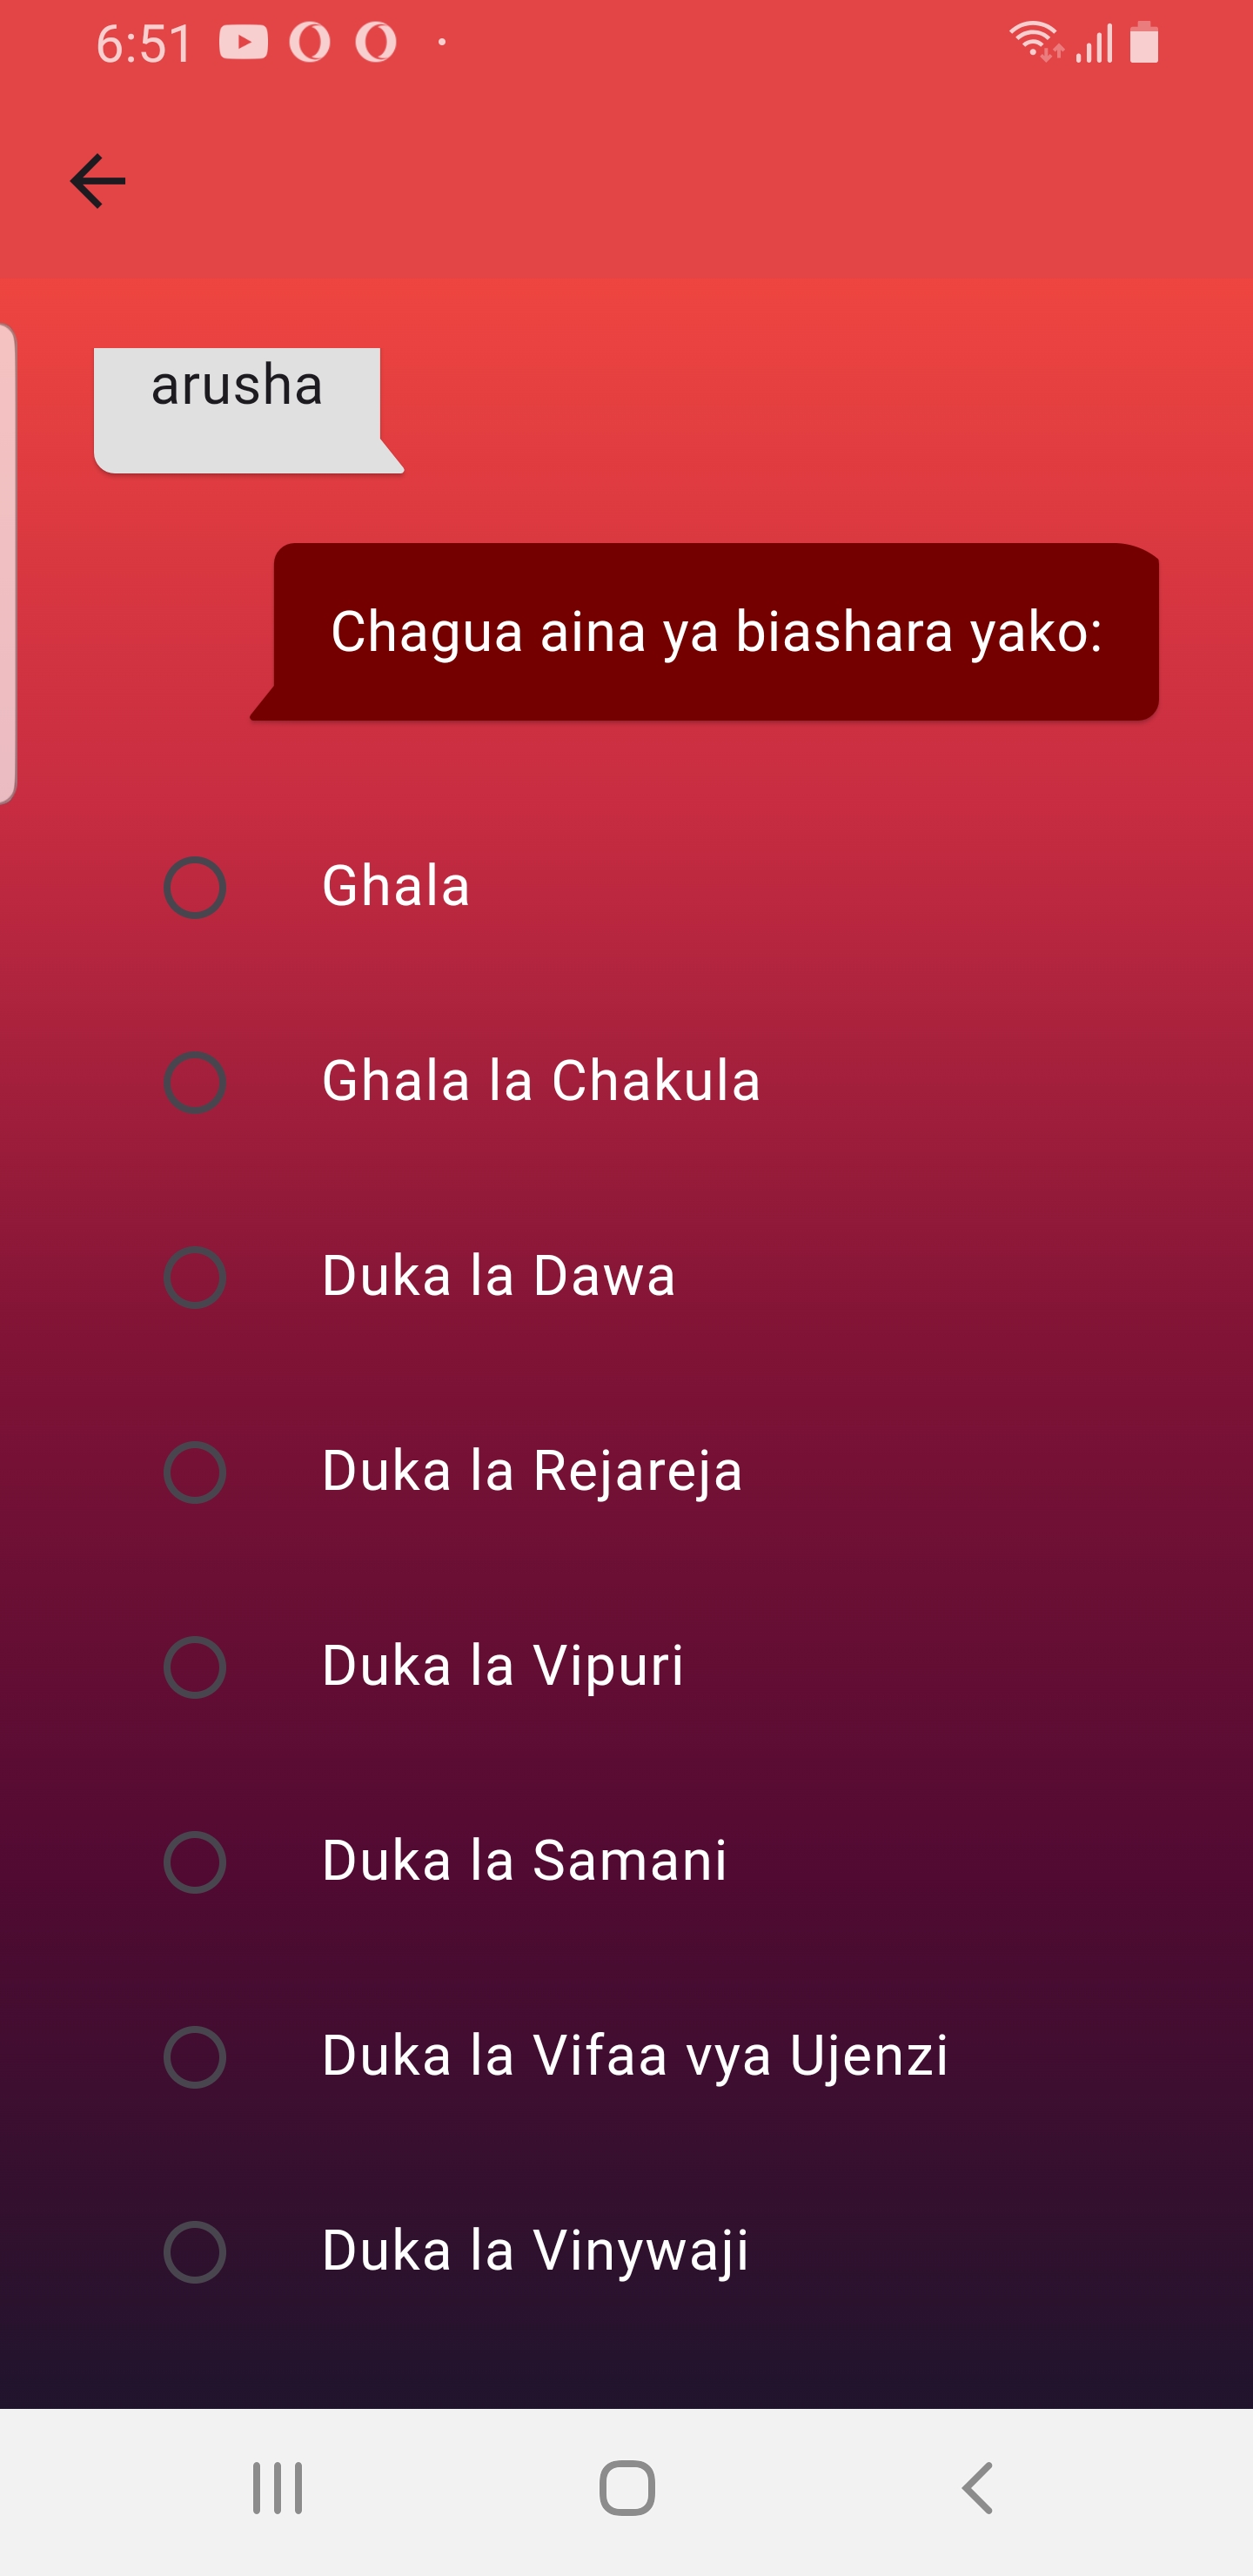 6:51
arusha
Chagua aina ya biashara yako:
Ghala
Ghala la Chakula
Duka la Dawa
Duka la Rejareja
Duka la Vipuri
Duka la Samani
Duka la Vifaa vya Ujenzi
Duka la Vinywaji